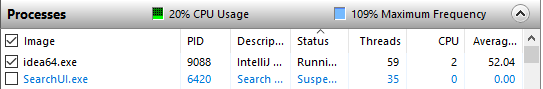 Processes 20% CPU Usage 109% Maximum Frequency
Image PID Descrip... Status Threads CPU Averag...
idea64.exe 9088 IntelliJ ... Runni... 59 2 52.04
SearchUI.exe 6420 Search ... Suspe... 35 0 0.00